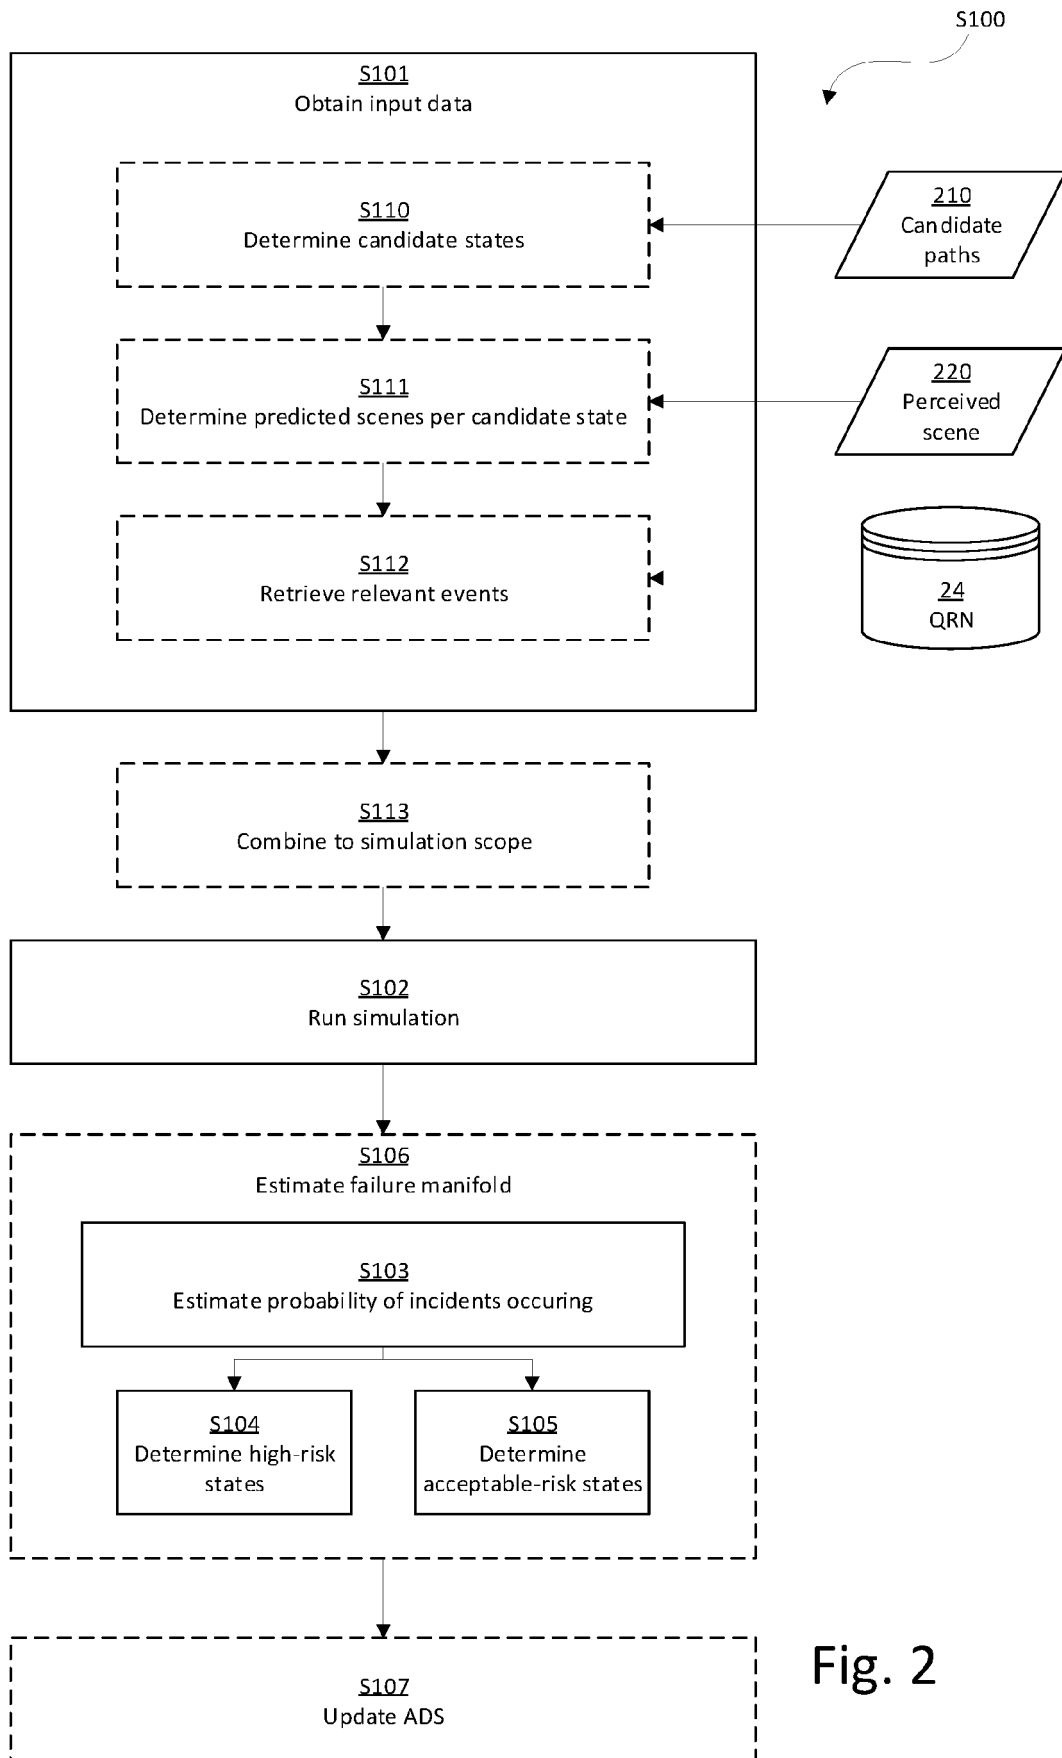 S100
S101
Obtain input data
S110
Determine candidate states
210
Candidate
paths
S111
Determine predicted scenes per candidate state
220
Perceived
scene
S112
Retrieve relevant events
24
QRN
S113
Combine to simulation scope
S102
Run simulation
S106
Estimate failure manifold
S103
Estimate probability of incidents occuring
S104
Determine high-risk
states
S105
Determine
acceptable-risk states
S107
Update ADS
Fig. 2